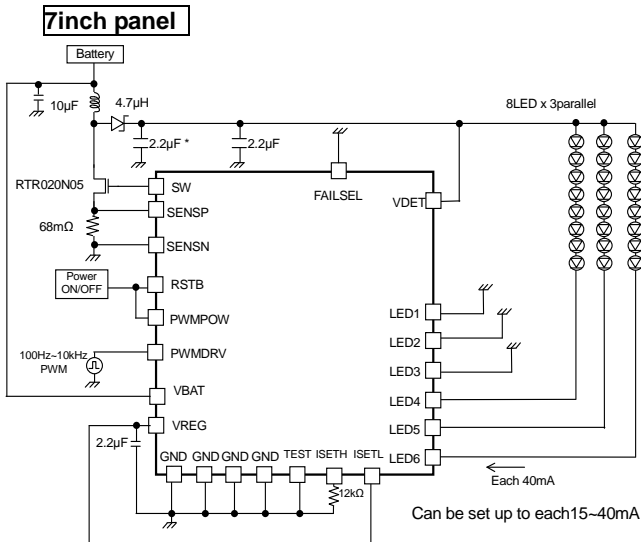 7inch panel
Battery
10µF
4.7µH
8LED x 3parallel
2.2µF *
2.2µF
RTR020N05
SW
FAILSEL
VDET
SENSP
68mΩ
SENSN
Power
ON/OFF
RSTB
PWMPOW
LED1
LED2
100Hz~10kHz
PWM
PWMDRV
LED3
VBAT
LED4
VREG
LED5
2.2µF
GND GND GND GND TEST ISETH ISETL
LED6
Each 40mA
12kΩ
Can be set up to each15~40mA